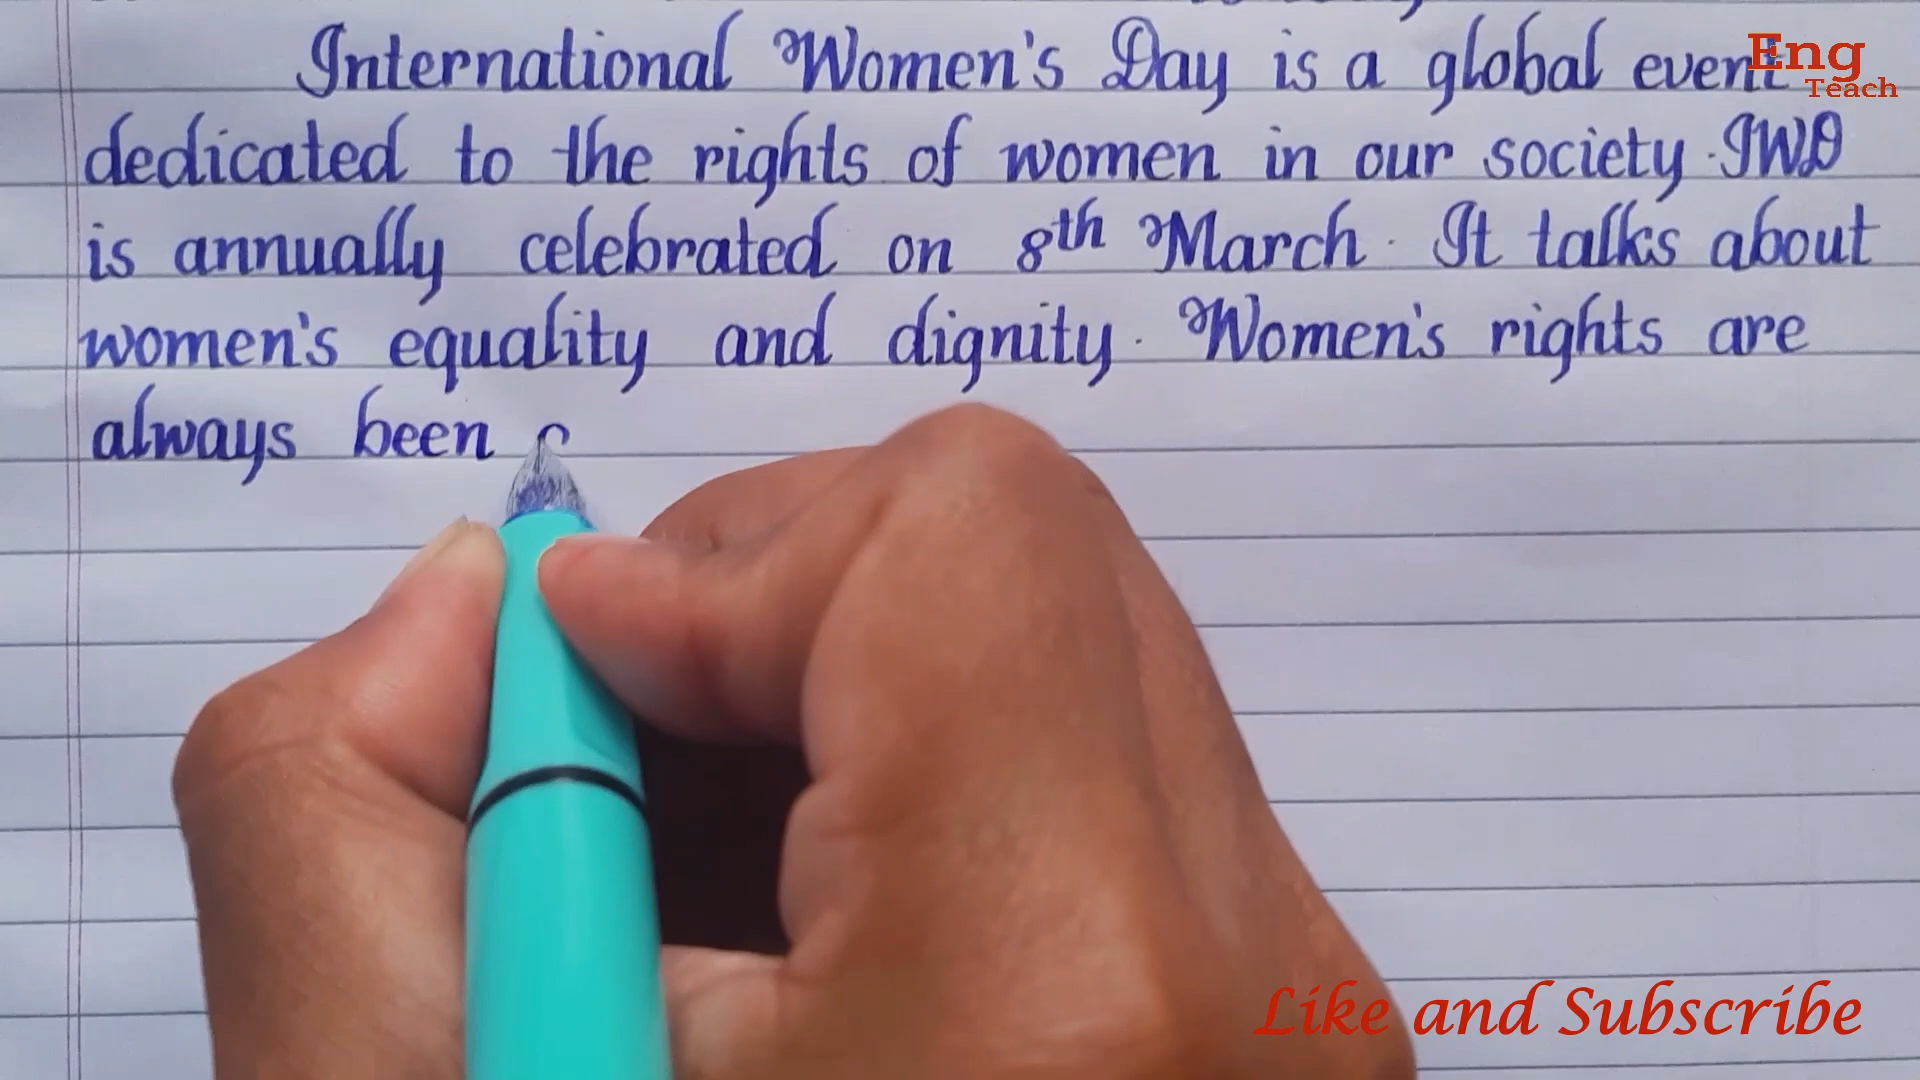 International Women's Day is a global event
dedicated to the rights of women in our society. IWD
is annually celebrated on 8th March. It talks about
women's equality and dignity. Women's rights are
always been
Eng
Teach
Like and Subscribe